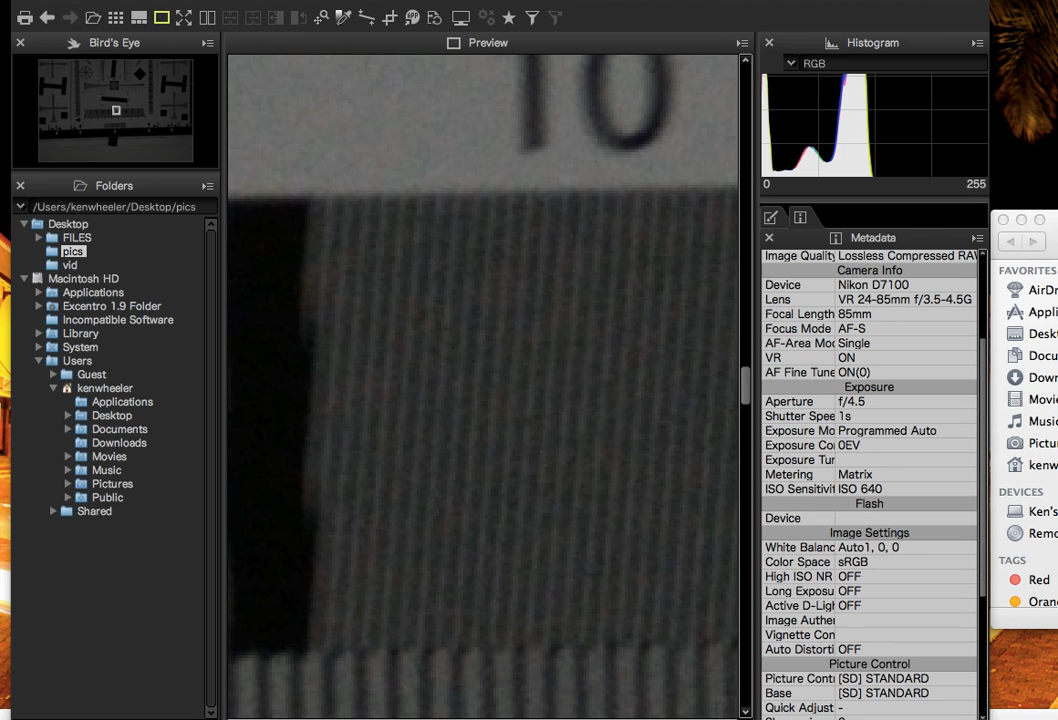 Bird's Eye
Folders
/Users/kenwheeler/Desktop/pics
Desktop
FILES
pics
vid
Macintosh HD
Applications
Excentro 1.9 Folder
Incompatible Software
Library
System
Users
Guest
kenwheeler
Applications
Desktop
Documents
Downloads
Movies
Music
Pictures
Public
Shared
Preview
10
Histogram
RGB
0 255
Metadata
Image Quality Lossless Compressed RAW
Camera Info
Device Nikon D7100
Lens VR 24-85mm f/3.5-4.5G
Focal Length 85mm
Focus Mode AF-S
AF-Area Mod Single
VR ON
AF Fine Tune ON(0)
Exposure
Aperture f/4.5
Shutter Spee 1s
Exposure Mo Programmed Auto
Exposure Co 0EV
Exposure Tur
Metering Matrix
ISO Sensitivit ISO 640
Flash
Device
Image Settings
White Balanc Auto1, 0, 0
Color Space sRGB
High ISO NR OFF
Long Exposu OFF
Active D-Ligh OFF
Image Auther
Vignette Con
Auto Distorti OFF
Picture Control
Picture Contr [SD] STANDARD
Base [SD] STANDARD
Quick Adjust -
FAVORITES
AirDr
Appli
Deskt
Docu
Down
Movie
Music
Pictur
kenw
DEVICES
Ken's
Remo
TAGS
Red
Orang